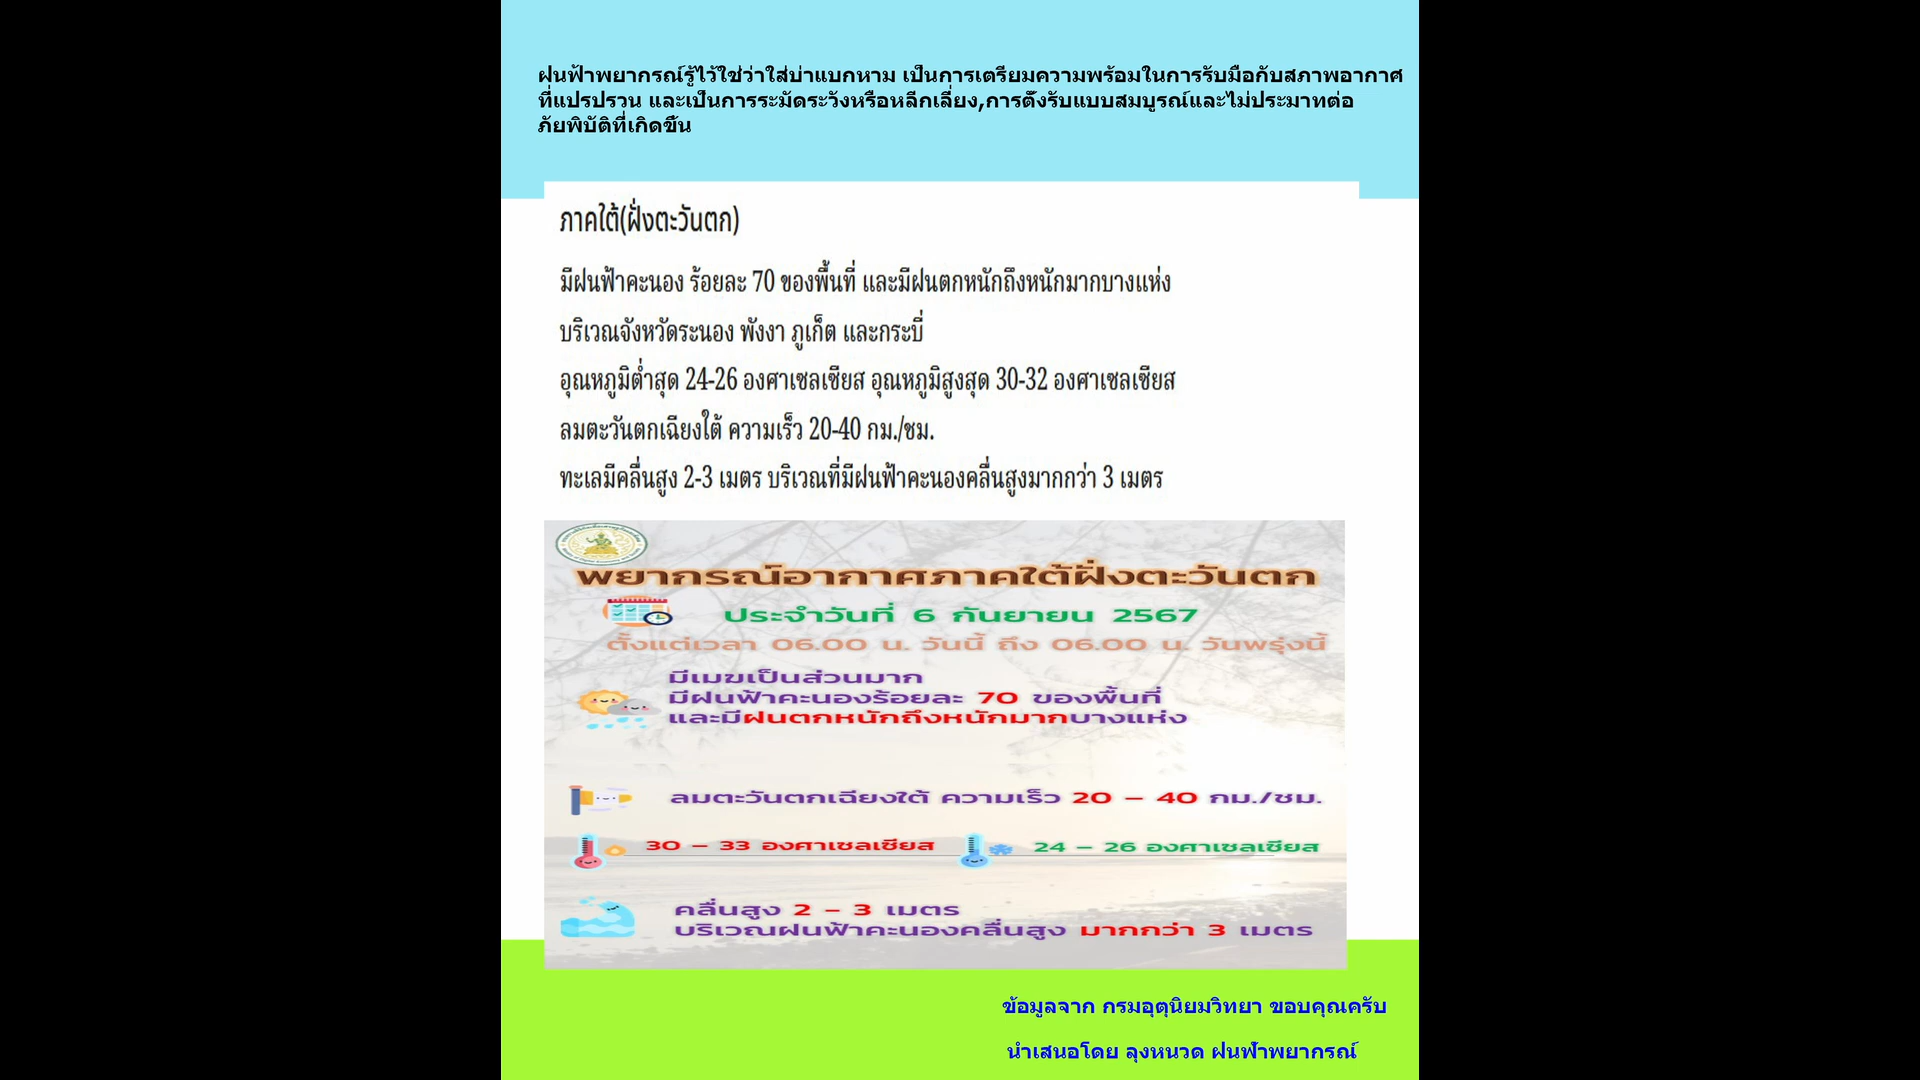 ฝนฟ้าพยากรณ์รู้ไว้ใช่ว่าใส่บ่าแบกหาม เป็นการเตรียมความพร้อมในการรับมือกับสภาพอากาศ
ที่แปรปรวน และเป็นการระมัดระวังหรือหลีกเลี่ยง,การตั้งรับแบบสมบูรณ์และไม่ประมาทต่อ
ภัยพิบัติที่เกิดขึ้น
ภาคใต้(ฝั่งตะวันตก)
มีฝนฟ้าคะนอง ร้อยละ 70 ของพื้นที่ และมีฝนตกหนักถึงหนักมากบางแห่ง
บริเวณจังหวัดระนอง พังงา ภูเก็ต และกระบี่
อุณหภูมิต่ำสุด 24-26 องศาเซลเซียส อุณหภูมิสูงสุด 30-32 องศาเซลเซียส
ลมตะวันตกเฉียงใต้ ความเร็ว 20-40 กม./ชม.
ทะเลมีคลื่นสูง 2-3 เมตร บริเวณที่มีฝนฟ้าคะนองคลื่นสูงมากกว่า 3 เมตร
พยากรณ์อากาศภาคใต้ฝั่งตะวันตก
ประจำวันที่ 6 กันยายน 2567
ตั้งแต่เวลา 06.00 น. วันนี้ ถึง 06.00 น. วันพรุ่งนี้
มีเมฆเป็นส่วนมาก
มีฝนฟ้าคะนองร้อยละ 70 ของพื้นที่
และมีฝนตกหนักถึงหนักมากบางแห่ง
ลมตะวันตกเฉียงใต้ ความเร็ว 20 – 40 กม./ชม.
30 – 33 องศาเซลเซียส 24 – 26 องศาเซลเซียส
คลื่นสูง 2 – 3 เมตร
บริเวณฝนฟ้าคะนองคลื่นสูง มากกว่า 3 เมตร
ข้อมูลจาก กรมอุตุนิยมวิทยา ขอบคุณครับ
นำเสนอโดย ลุงหนวด ฝนฟ้าพยากรณ์